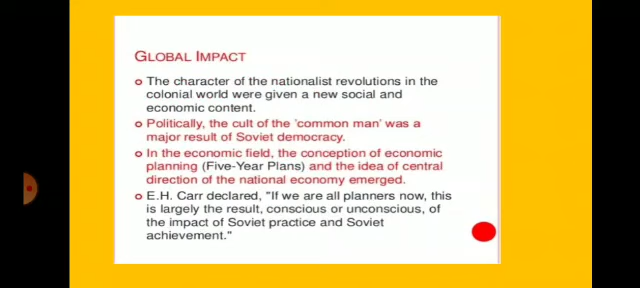 GLOBAL IMPACT
The character of the nationalist revolutions in the
colonial world were given a new social and
economic content.
Politically, the cult of the 'common man' was a
major result of Soviet democracy.
In the economic field, the conception of economic
planning (Five-Year Plans) and the idea of central
direction of the national economy emerged.
E.H. Carr declared, "If we are all planners now, this
is largely the result, conscious or unconscious, of
the impact of Soviet practice and Soviet
achievement."